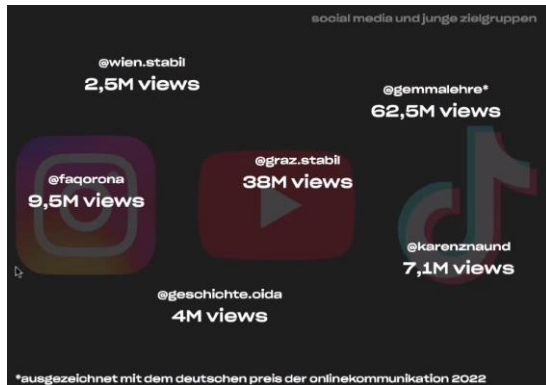 social media und junge zielgruppen
@wien.stabil
2,5M views
@gemmalehre*
62,5M views
@graz.stabil
38M views
@faqorona
9,5M views
@karenznaund
7,1M views
@geschichte.oida
4M views
*ausgezeichnet mit dem deutschen preis der onlinekommunikation 2022